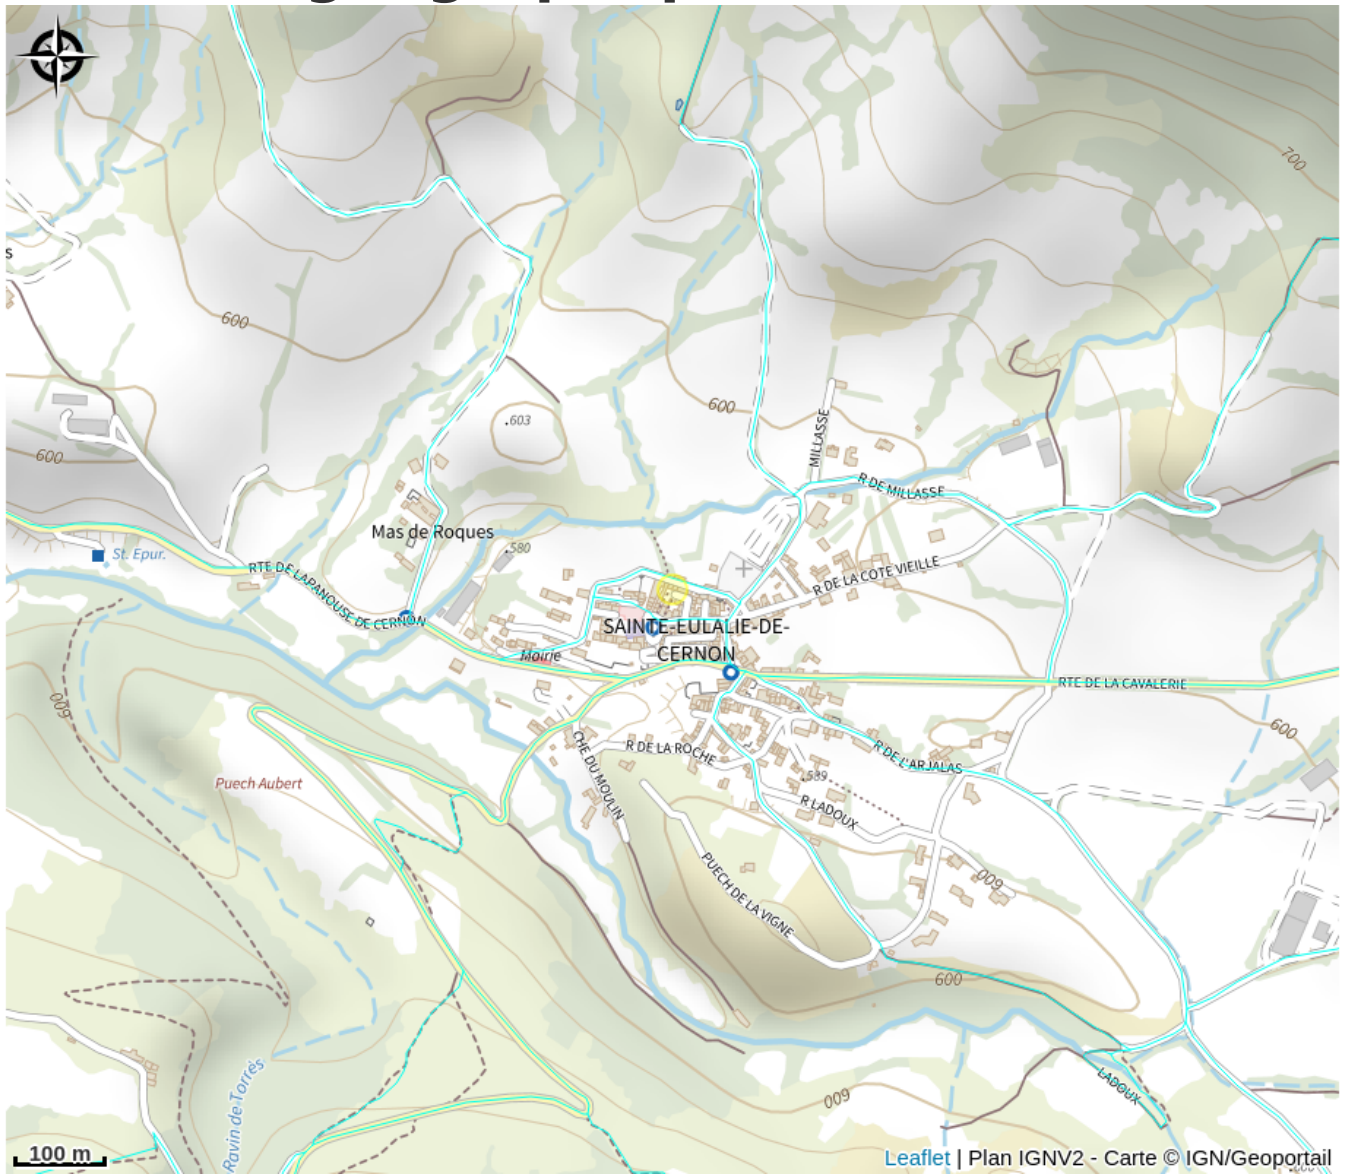 700
s
600
600
.603
600
MILLASSE
R DE MILLASSE
Mas de Roques
.580
St. Epur.
RTE DE LAPANOUSE DE CERNON
R DE LA COTE VIEILLE
SAINTE-EULALIE-DE-
CERNON
Mairie
RTE DE LA CAVALERIE
600
600
CHE DU MOULIN
R DE LA ROCHE
R DE L'ARJALAS
Puech Aubert
.589
R LADOUX
PUECH DE LA VIGNE
600
600
LADOUX
600
Ravin de Torrés
100 m
Leaflet | Plan IGNV2 - Carte © IGN/Geoportail